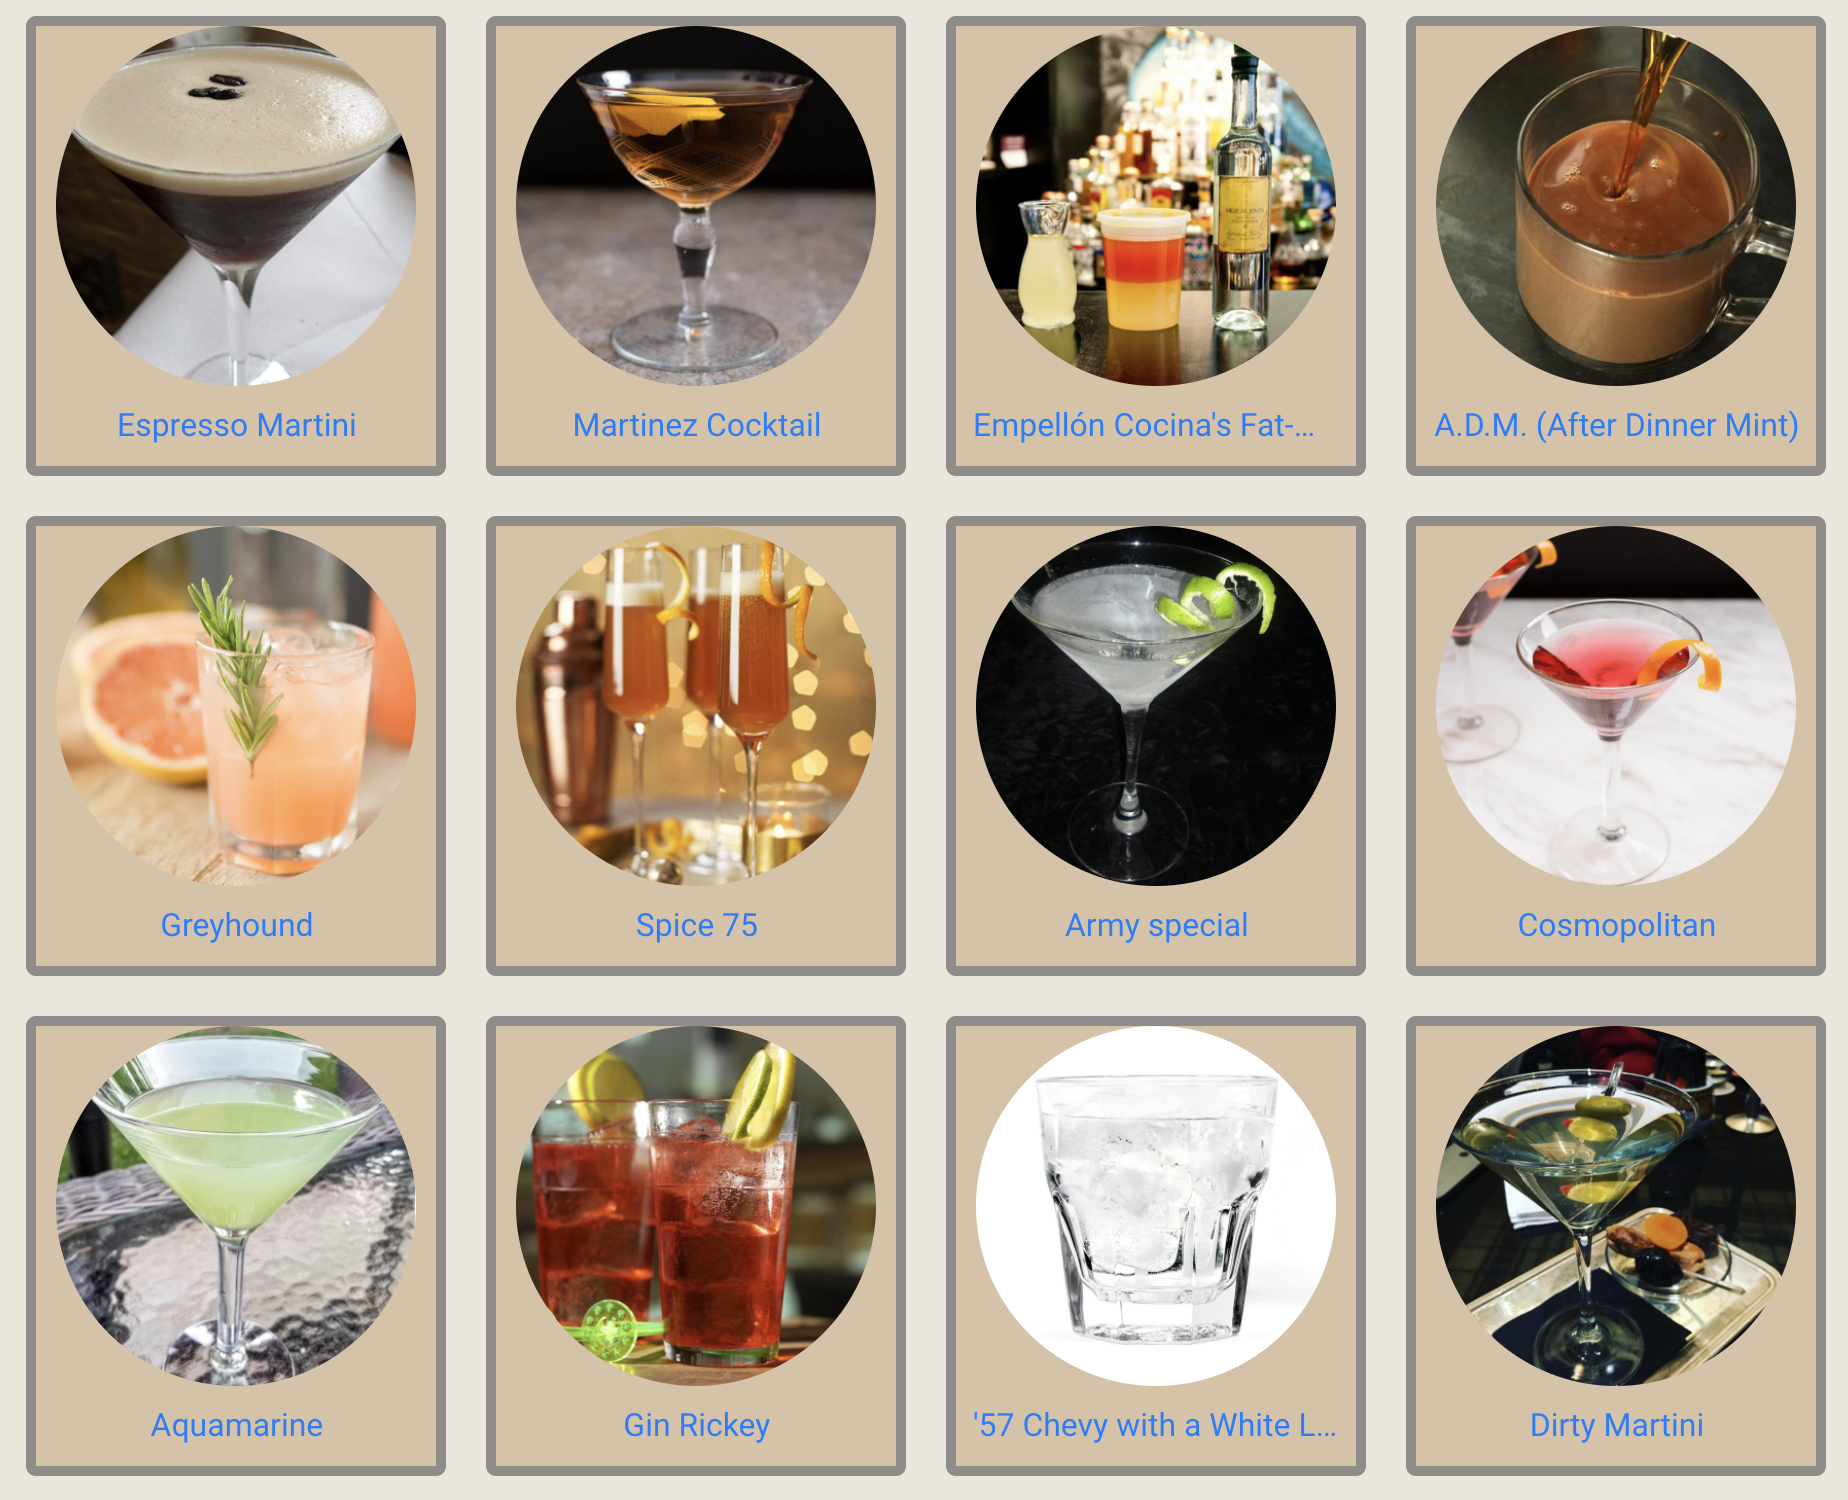 Espresso Martini
Martinez Cocktail
Empellón Cocina's Fat-...
A.D.M. (After Dinner Mint)
Greyhound
Spice 75
Army special
Cosmopolitan
Aquamarine
Gin Rickey
'57 Chevy with a White L...
Dirty Martini